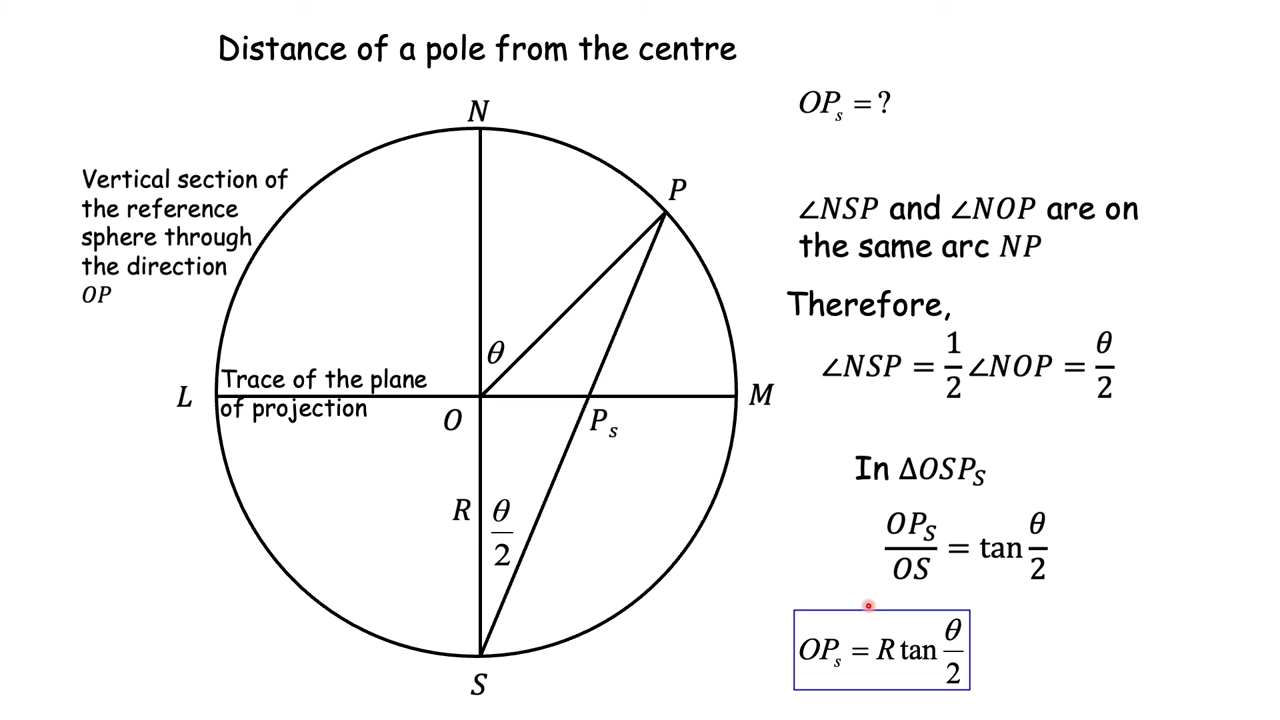 Distance of a pole from the centre
N
P
Vertical section of
the reference
sphere through
the direction
OP
θ
L
Trace of the plane
of projection
M
O
Pₛ
R
θ/2
S
OPₛ = ?
∠NSP and ∠NOP are on
the same arc NP
Therefore,
∠NSP = 1/2 ∠NOP = θ/2
In ΔOSP_S
OP_S/OS = tan θ/2
OPₛ = R tan θ/2